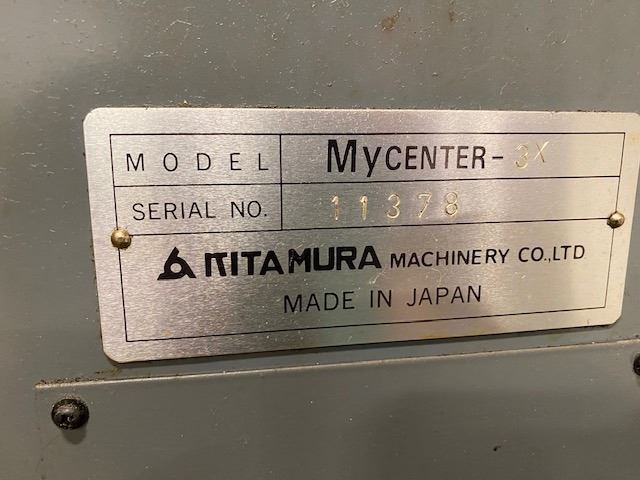 MODEL MYCENTER-3X
SERIAL NO. 11378
KITAMURA MACHINERY CO.,LTD
MADE IN JAPAN